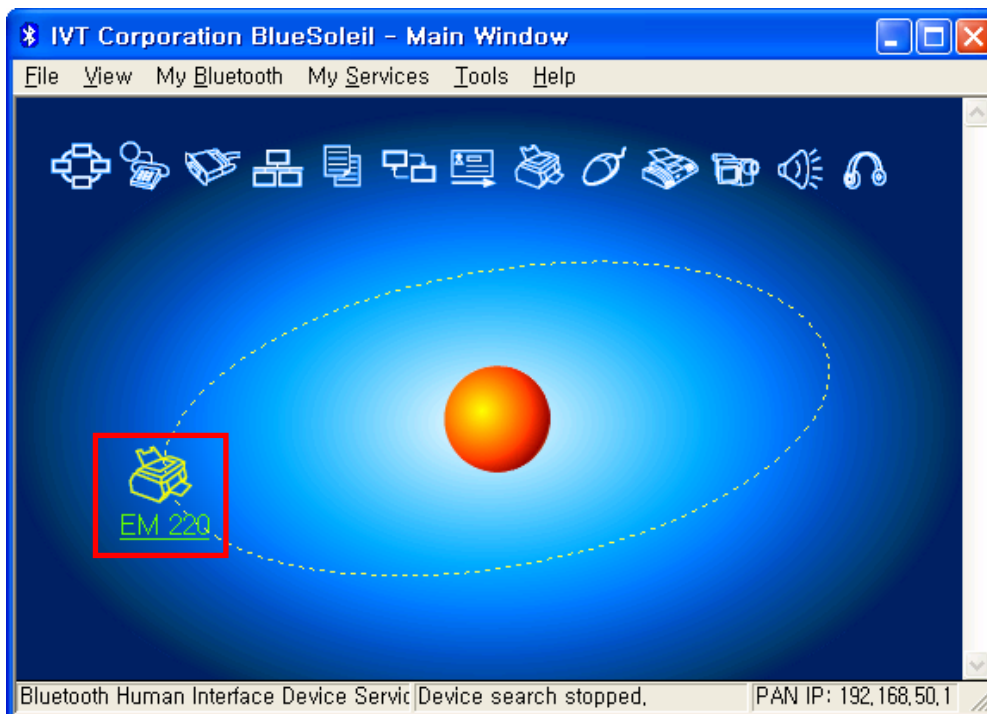 IVT Corporation BlueSoleil - Main Window
File View My Bluetooth My Services Tools Help
EM 220
Bluetooth Human Interface Device Servic Device search stopped, PAN IP: 192,168,50,1